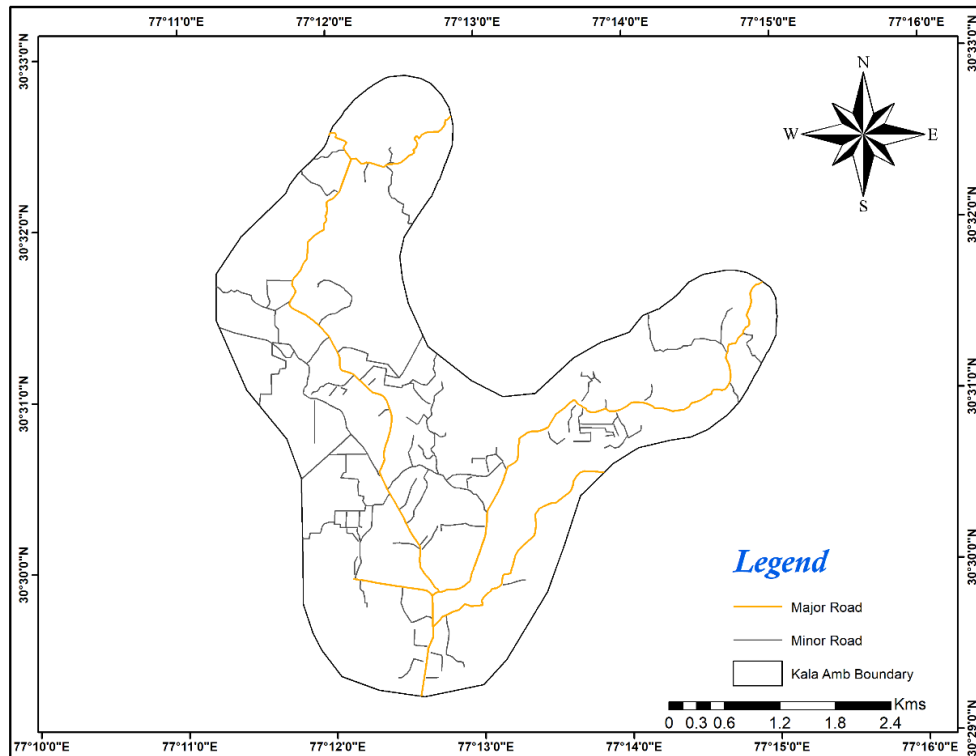 77°11'0"E 77°12'0"E 77°13'0"E 77°14'0"E 77°15'0"E 77°16'0"E
30°33'0"N 30°33'0"N
N
W E
S
30°32'0"N 30°32'0"N
30°31'0"N 30°31'0"N
30°30'0"N 30°30'0"N
Legend
Major Road
Minor Road
Kala Amb Boundary
Kms
0 0.3 0.6 1.2 1.8 2.4
30°29'0"N
77°10'0"E 77°11'0"E 77°12'0"E 77°13'0"E 77°14'0"E 77°15'0"E 77°16'0"E